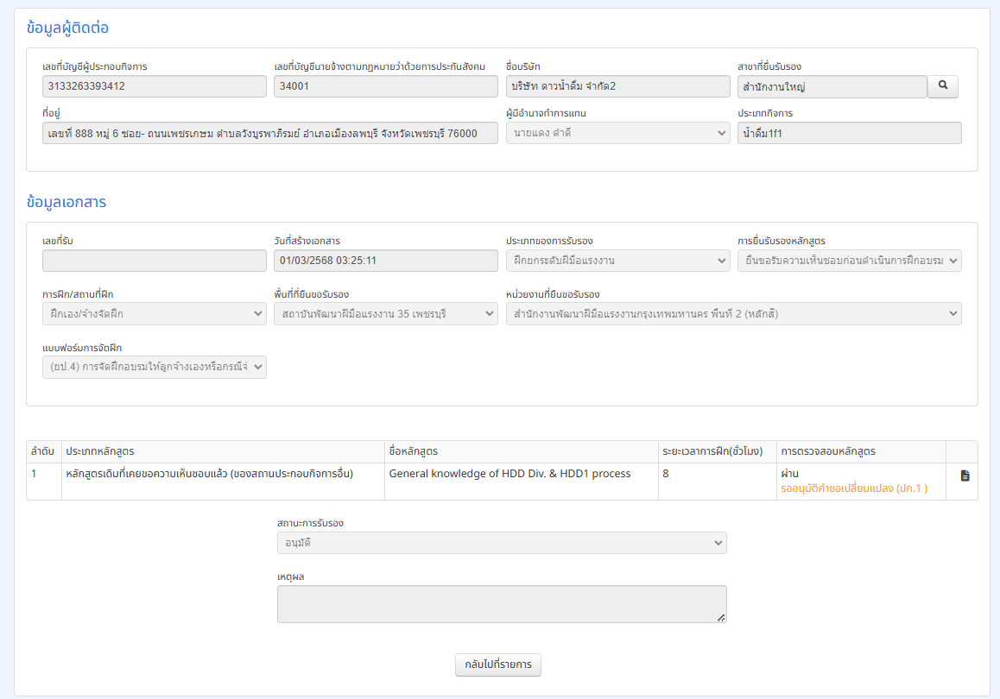 ข้อมูลผู้ติดต่อ
เลขที่บัญชีผู้ประกอบกิจการ เลขที่บัญชีนายจ้างตามกฎหมายว่าด้วยการประกันสังคม ชื่อบริษัท สาขาที่ยื่นรับรอง
3133263393412 34001 บริษัท ดาวน้ำดื่ม จำกัด2 สำนักงานใหญ่
ที่อยู่ ผู้มีอำนาจทำการแทน ประเภทกิจการ
เลขที่ 888 หมู่ 6 ซอย- ถนนเพชรเกษม ตำบลวังบูรพาภิรมย์ อำเภอเมืองลพบุรี จังหวัดเพชรบุรี 76000 นายแดง ดำดี น้ำดื่ม1f1
ข้อมูลเอกสาร
เลขที่รับ วันที่สร้างเอกสาร ประเภทของการรับรอง การยื่นรับรองหลักสูตร
01/03/2568 03:25:11 ฝึกยกระดับฝีมือแรงงาน ยื่นขอรับความเห็นชอบก่อนดำเนินการฝึกอบรม
การฝึก/สถานที่ฝึก พื้นที่ที่ยื่นขอรับรอง หน่วยงานที่ยื่นขอรับรอง
ฝึกเอง/จ้างจัดฝึก สถาบันพัฒนาฝีมือแรงงาน 35 เพชรบุรี สำนักงานพัฒนาฝีมือแรงงานกรุงเทพมหานคร พื้นที่ 2 (หลักสี่)
แบบฟอร์มการจัดฝึก
(ยป.4) การจัดฝึกอบรมให้ลูกจ้างเองหรือกรณีจ้
ลำดับ ประเภทหลักสูตร ชื่อหลักสูตร ระยะเวลาการฝึก(ชั่วโมง) การตรวจสอบหลักสูตร
1 หลักสูตรเดิมที่เคยขอความเห็นชอบแล้ว (ของสถานประกอบกิจการอื่น) General knowledge of HDD Div. & HDD1 process 8 ผ่าน
รออนุมัติคำขอเปลี่ยนแปลง (ปก.1 )
สถานะการรับรอง
อนุมัติ
เหตุผล
กลับไปที่รายการ